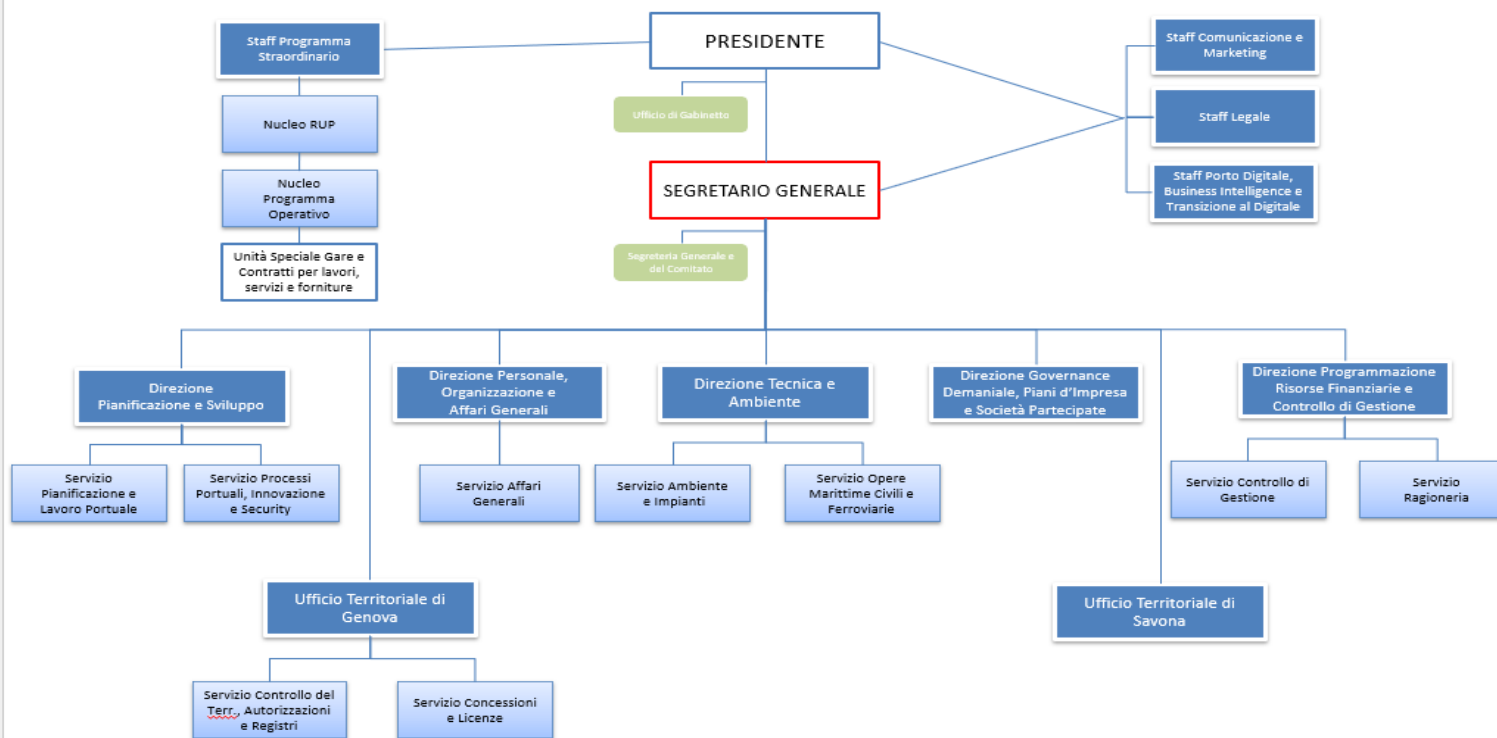 Staff Programma
Straordinario
PRESIDENTE
Staff Comunicazione e
Marketing
Nucleo RUP
Ufficio di Gabinetto
Staff Legale
Nucleo
Programma
Operativo
SEGRETARIO GENERALE
Staff Porto Digitale,
Business Intelligence e
Transizione al Digitale
Unità Speciale Gare e
Contratti per lavori,
servizi e forniture
Segreteria Generale e
del Comitato
Direzione
Pianificazione e Sviluppo
Direzione Personale,
Organizzazione e
Affari Generali
Direzione Tecnica e
Ambiente
Direzione Governance
Demaniale, Piani d'Impresa
e Società Partecipate
Direzione Programmazione
Risorse Finanziarie e
Controllo di Gestione
Servizio
Pianificazione e
Lavoro Portuale
Servizio Processi
Portuali, Innovazione
e Security
Servizio Affari
Generali
Servizio Ambiente
e Impianti
Servizio Opere
Marittime Civili e
Ferroviarie
Servizio Controllo di
Gestione
Servizio
Ragioneria
Ufficio Territoriale di
Genova
Ufficio Territoriale di
Savona
Servizio Controllo del
Terr., Autorizzazioni
e Registri
Servizio Concessioni
e Licenze